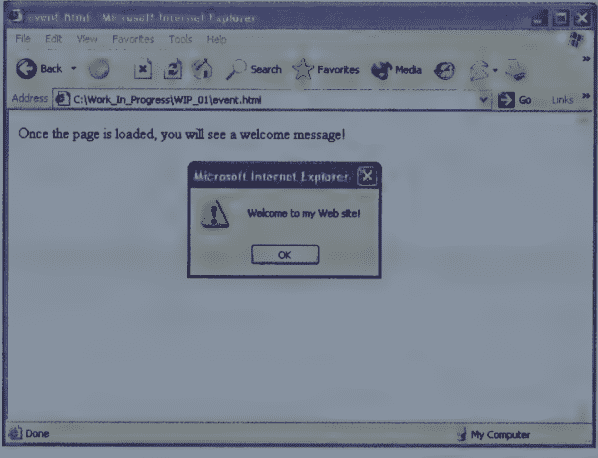 event.html - Microsoft Internet Explorer
File Edit View Favorites Tools Help
Back Search Favorites Media
Address C:\Work_In_Progress\WIP_01\event.html Go Links »
Once the page is loaded, you will see a welcome message!
Microsoft Internet Explorer
Welcome to my Web site!
OK
Done My Computer